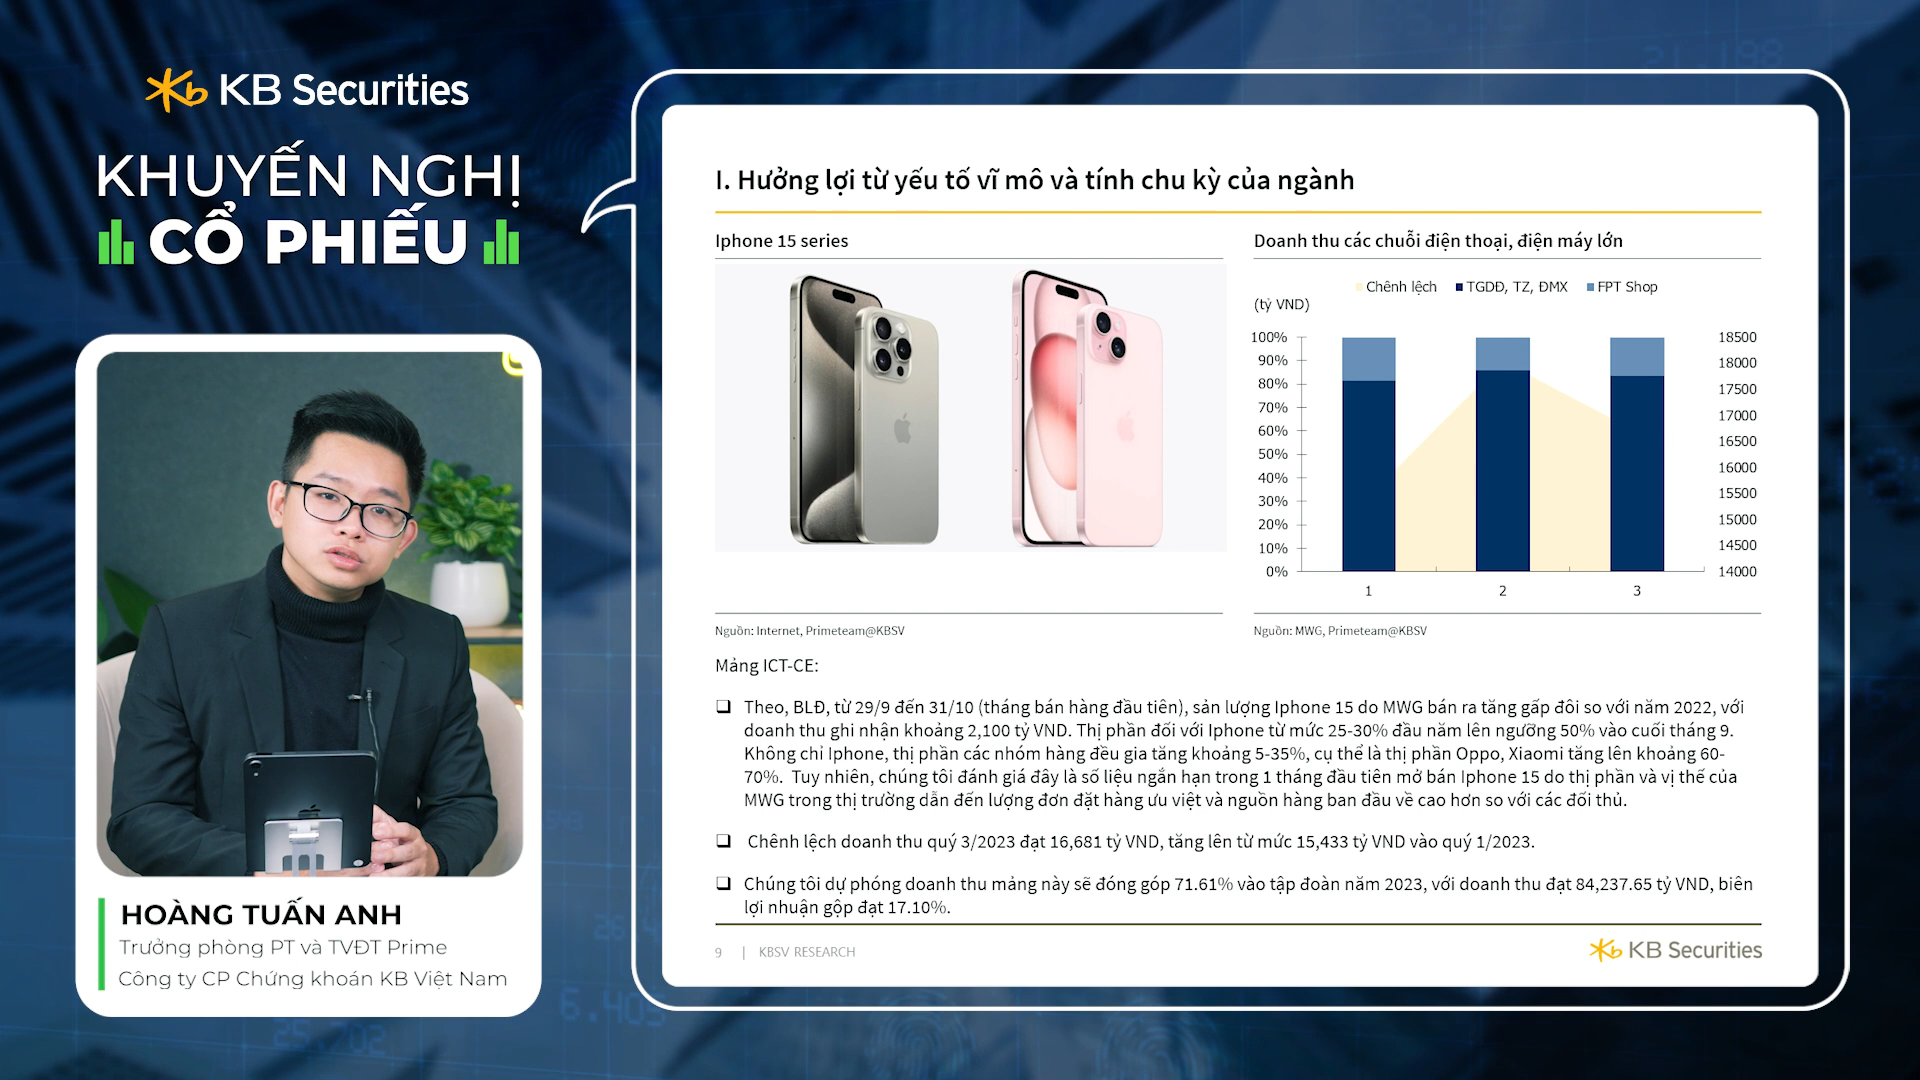 KB Securities
KHUYẾN NGHỊ
CỔ PHIẾU
HOÀNG TUẤN ANH
Trưởng phòng PT và TVĐT Prime
Công ty CP Chứng khoán KB Việt Nam
I. Hưởng lợi từ yếu tố vĩ mô và tính chu kỳ của ngành
Iphone 15 series
Nguồn: Internet, Primeteam@KBSV
Doanh thu các chuỗi điện thoại, điện máy lớn
Chênh lệch TGDĐ, TZ, ĐMX FPT Shop
(tỷ VND)
100% 18500
90% 18000
80% 17500
70% 17000
60% 16500
50% 16000
40% 15500
30% 15000
20% 14500
10% 14000
0%
1 2 3
Nguồn: MWG, Primeteam@KBSV
Mảng ICT-CE:
Theo, BLĐ, từ 29/9 đến 31/10 (tháng bán hàng đầu tiên), sản lượng Iphone 15 do MWG bán ra tăng gấp đôi so với năm 2022, với
doanh thu ghi nhận khoảng 2,100 tỷ VND. Thị phần đối với Iphone từ mức 25-30% đầu năm lên ngưỡng 50% vào cuối tháng 9.
Không chỉ Iphone, thị phần các nhóm hàng đều gia tăng khoảng 5-35%, cụ thể là thị phần Oppo, Xiaomi tăng lên khoảng 60-
70%. Tuy nhiên, chúng tôi đánh giá đây là số liệu ngắn hạn trong 1 tháng đầu tiên mở bán Iphone 15 do thị phần và vị thế của
MWG trong thị trường dẫn đến lượng đơn đặt hàng ưu việt và nguồn hàng ban đầu về cao hơn so với các đối thủ.
Chênh lệch doanh thu quý 3/2023 đạt 16,681 tỷ VND, tăng lên từ mức 15,433 tỷ VND vào quý 1/2023.
Chúng tôi dự phóng doanh thu mảng này sẽ đóng góp 71.61% vào tập đoàn năm 2023, với doanh thu đạt 84,237.65 tỷ VND, biên
lợi nhuận gộp đạt 17.10%.
9 | KBSV RESEARCH
KB Securities